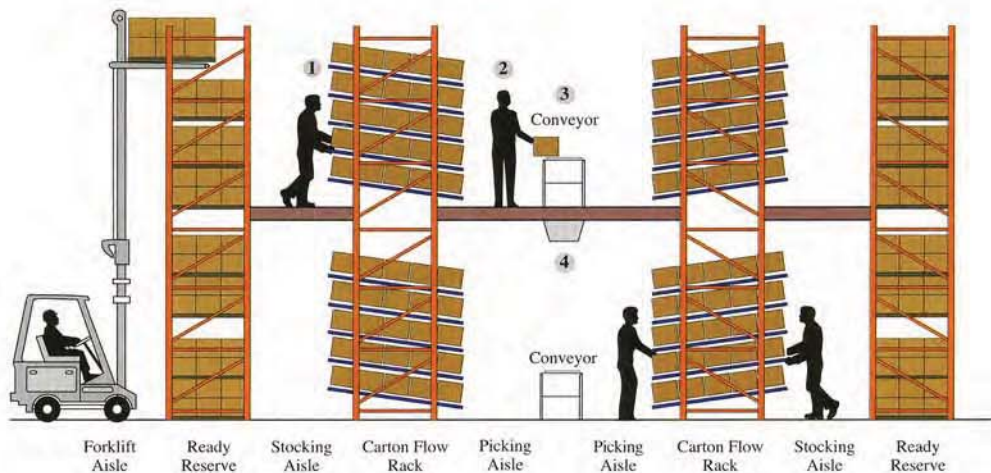 1
2
3
Conveyor
4
Conveyor
Forklift
Aisle
Ready
Reserve
Stocking
Aisle
Carton Flow
Rack
Picking
Aisle
Picking
Aisle
Carton Flow
Rack
Stocking
Aisle
Ready
Reserve